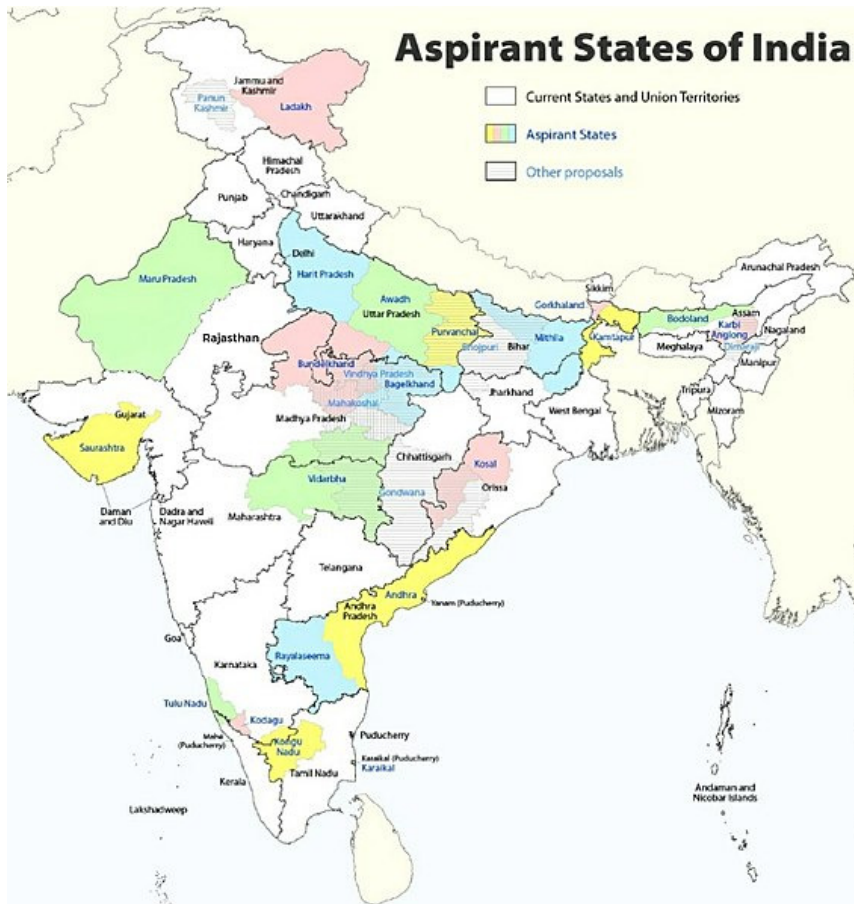 Aspirant States of India
Current States and Union Territories
Aspirant States
Other proposals
Jammu and
Kashmir
Panun
Kashmir
Ladakh
Himachal
Pradesh
Punjab
Chandigarh
Uttarakhand
Haryana
Delhi
Harit Pradesh
Maru Pradesh
Arunachal Pradesh
Sikkim
Gorkhaland
Awadh
Uttar Pradesh
Purvanchal
Bhojpuri
Bihar
Mithila
Kamtapur
Bodoland
Assam
Karbi
Anglong
Nagaland
Dimaraji
Meghalaya
Manipur
Rajasthan
Bundelkhand
Vindhya Pradesh
Bagelkhand
Mahakoshal
Madhya Pradesh
Jharkhand
West Bengal
Tripura
Mizoram
Gujarat
Saurashtra
Chhattisgarh
Kosal
Orissa
Vidarbha
Gondwana
Daman
and Diu
Dadra and
Nagar Haveli
Maharashtra
Telangana
Andhra
Andhra
Pradesh
Yanam (Puducherry)
Goa
Rayalaseema
Karnataka
Tulu Nadu
Kodagu
Mahé
(Puducherry)
Kongu
Nadu
Puducherry
Karaikal (Puducherry)
Karaikal
Tamil Nadu
Kerala
Lakshadweep
Andaman and
Nicobar Islands